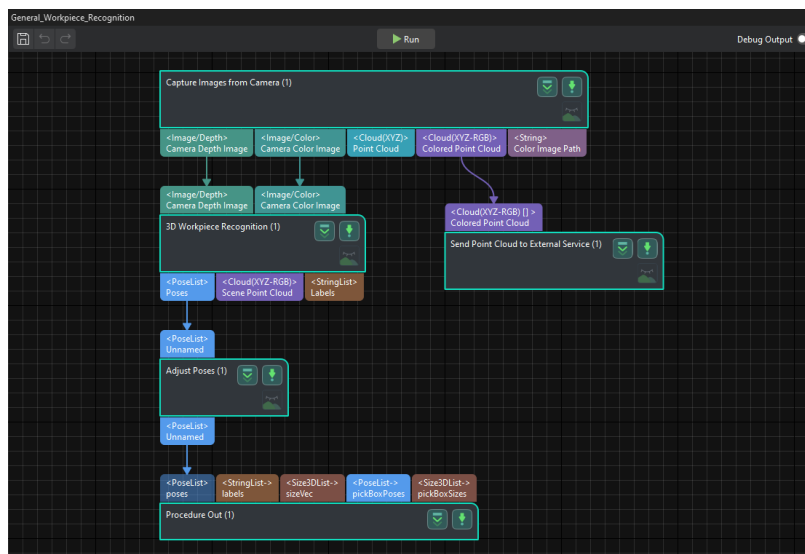 General_Workpiece_Recognition
Run
Debug Output
Capture Images from Camera (1)
<Image/Depth> <Image/Color> <Cloud(XYZ)> <Cloud(XYZ-RGB)> <String>
Camera Depth Image Camera Color Image Point Cloud Colored Point Cloud Color Image Path
<Image/Depth> <Image/Color>
Camera Depth Image Camera Color Image
<Cloud(XYZ-RGB) [] >
Colored Point Cloud
3D Workpiece Recognition (1)
Send Point Cloud to External Service (1)
<PoseList> <Cloud(XYZ-RGB)> <StringList>
Poses Scene Point Cloud Labels
<PoseList>
Unnamed
Adjust Poses (1)
<PoseList>
Unnamed
<PoseList> <StringList-> <Size3DList-> <PoseList-> <Size3DList->
poses labels sizeVec pickBoxPoses pickBoxSizes
Procedure Out (1)